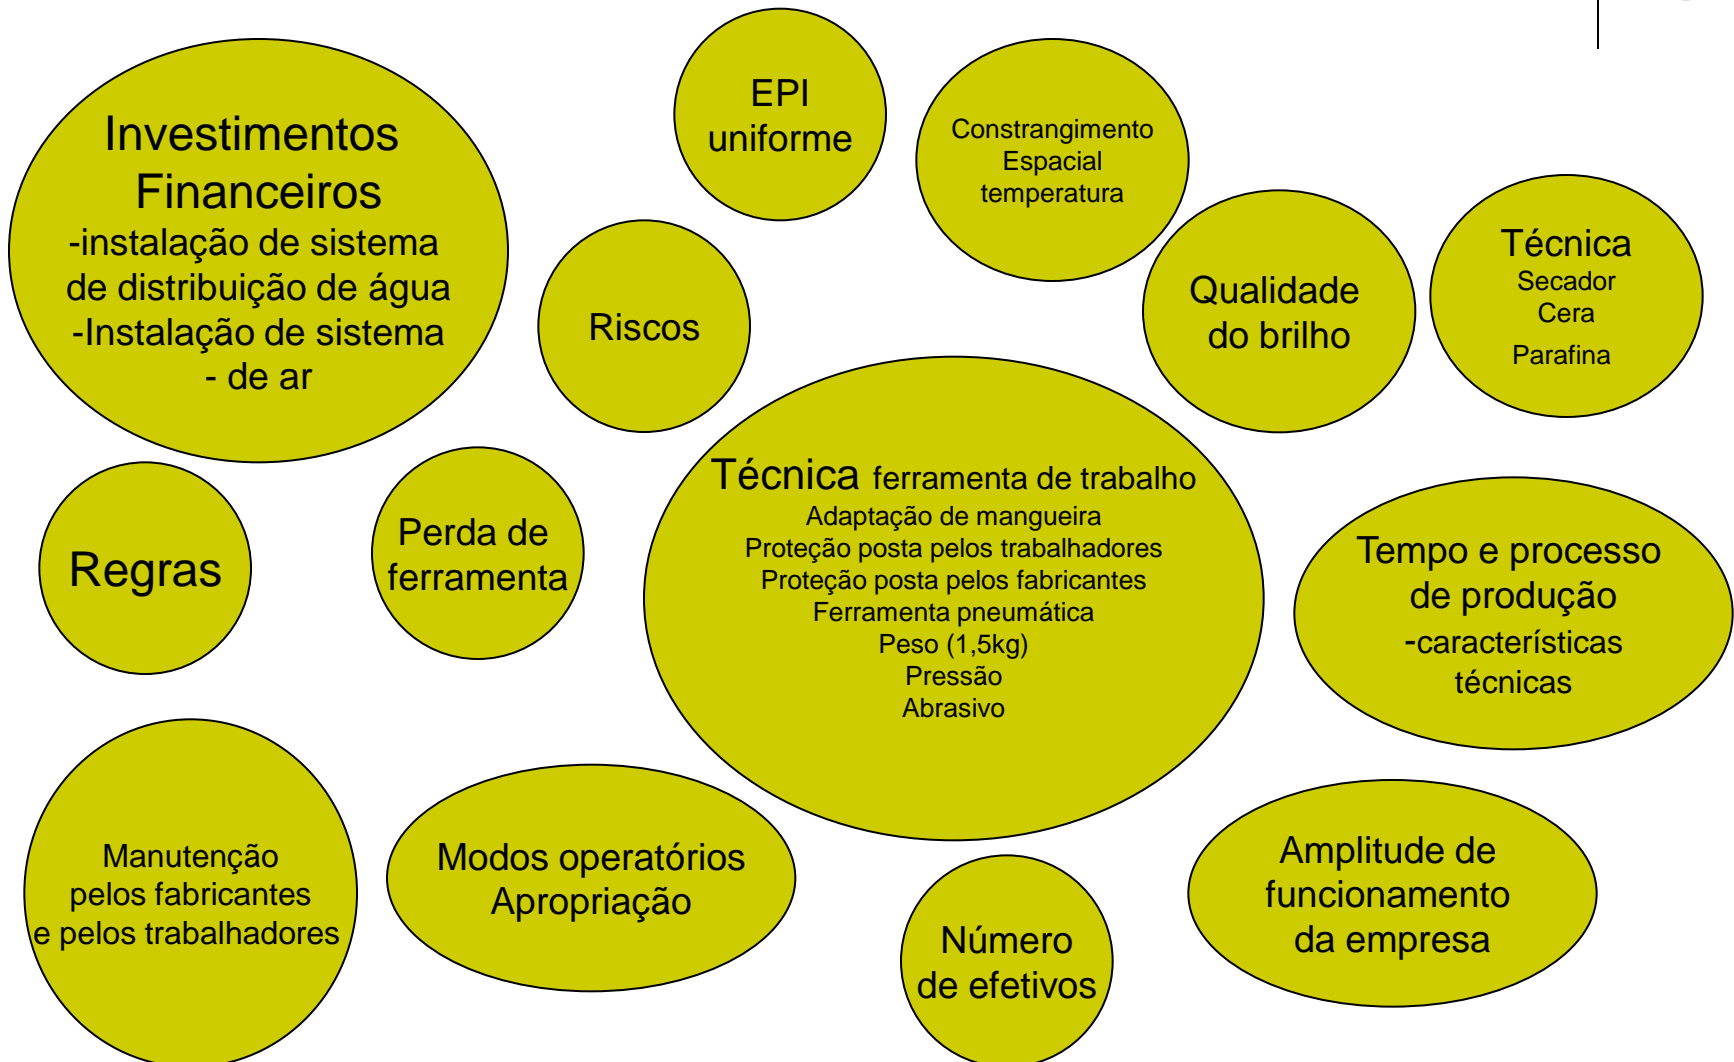 EPI
uniforme
Investimentos
Financeiros
-instalação de sistema
de distribuição de água
-Instalação de sistema
- de ar
Constrangimento
Espacial
temperatura
Riscos
Qualidade
do brilho
Técnica
Secador
Cera
Parafina
Regras
Perda de
ferramenta
Técnica ferramenta de trabalho
Adaptação de mangueira
Proteção posta pelos trabalhadores
Proteção posta pelos fabricantes
Ferramenta pneumática
Peso (1,5kg)
Pressão
Abrasivo
Tempo e processo
de produção
-características
técnicas
Manutenção
pelos fabricantes
e pelos trabalhadores
Modos operatórios
Apropriação
Número
de efetivos
Amplitude de
funcionamento
da empresa